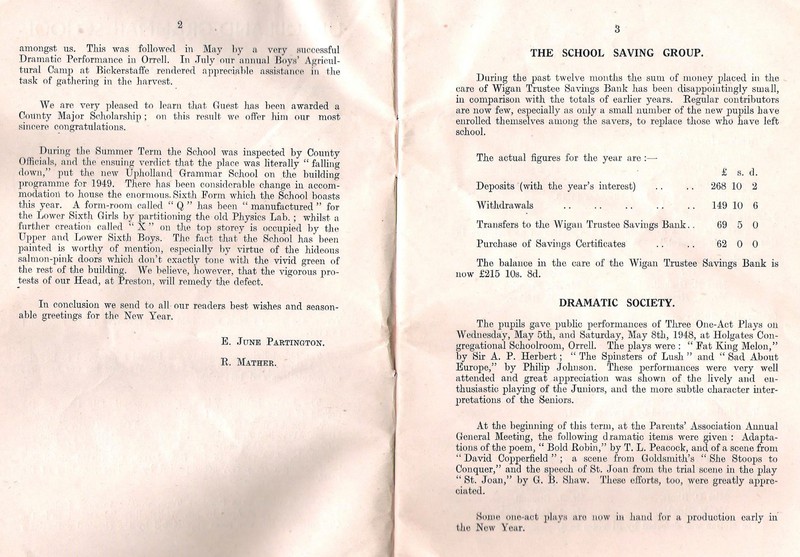 2
amongst us. This was followed in May by a very successful
Dramatic Performance in Orrell. In July our annual Boys' Agricul-
tural Camp at Bickerstaffe rendered appreciable assistance in the
task of gathering in the harvest.
We are very pleased to learn that Guest has been awarded a
County Major Scholarship; on this result we offer him our most
sincere congratulations.
During the Summer Term the School was inspected by County
Officials, and the ensuing verdict that the place was literally “ falling
down,” put the new Upholland Grammar School on the building
programme for 1949. There has been considerable change in accom-
modation to house the enormous Sixth Form which the School boasts
this year. A form-room called “ Q ” has been “ manufactured ” for
the Lower Sixth Girls by partitioning the old Physics Lab.; whilst a
further creation called “ X ” on the top storey is occupied by the
Upper and Lower Sixth Boys. The fact that the School has been
painted is worthy of mention, especially by virtue of the hideous
salmon-pink doors which don't exactly tone with the vivid green of
the rest of the building. We believe, however, that the vigorous pro-
tests of our Head, at Preston, will remedy the defect.
In conclusion we send to all our readers best wishes and season-
able greetings for the New Year.
E. June Partington.
R. Mather.
3
THE SCHOOL SAVING GROUP.
During the past twelve months the sum of money placed in the
care of Wigan Trustee Savings Bank has been disappointingly small,
in comparison with the totals of earlier years. Regular contributors
are now few, especially as only a small number of the new pupils have
enrolled themselves among the savers, to replace those who have left
school.
The actual figures for the year are :—
£ s. d.
Deposits (with the year's interest) .. .. 268 10 2
Withdrawals .. .. .. .. .. 149 10 6
Transfers to the Wigan Trustee Savings Bank.. 69 5 0
Purchase of Savings Certificates .. .. 62 0 0
The balance in the care of the Wigan Trustee Savings Bank is
now £215 10s. 8d.
DRAMATIC SOCIETY.
The pupils gave public performances of Three One-Act Plays on
Wednesday, May 5th, and Saturday, May 8th, 1948, at Holgates Con-
gregational Schoolroom, Orrell. The plays were : “ Fat King Melon,”
by Sir A. P. Herbert; “ The Spinsters of Lush ” and “ Sad About
Europe,” by Philip Johnson. These performances were very well
attended and great appreciation was shown of the lively and en-
thusiastic playing of the Juniors, and the more subtle character inter-
pretations of the Seniors.
At the beginning of this term, at the Parents' Association Annual
General Meeting, the following dramatic items were given : Adapta-
tions of the poem, “ Bold Robin,” by T. L. Peacock, and of a scene from
“ David Copperfield ”; a scene from Goldsmith's “ She Stoops to
Conquer,” and the speech of St. Joan from the trial scene in the play
“ St. Joan,” by G. B. Shaw. These efforts, too, were greatly appre-
ciated.
Some one-act plays are now in hand for a production early in
the New Year.